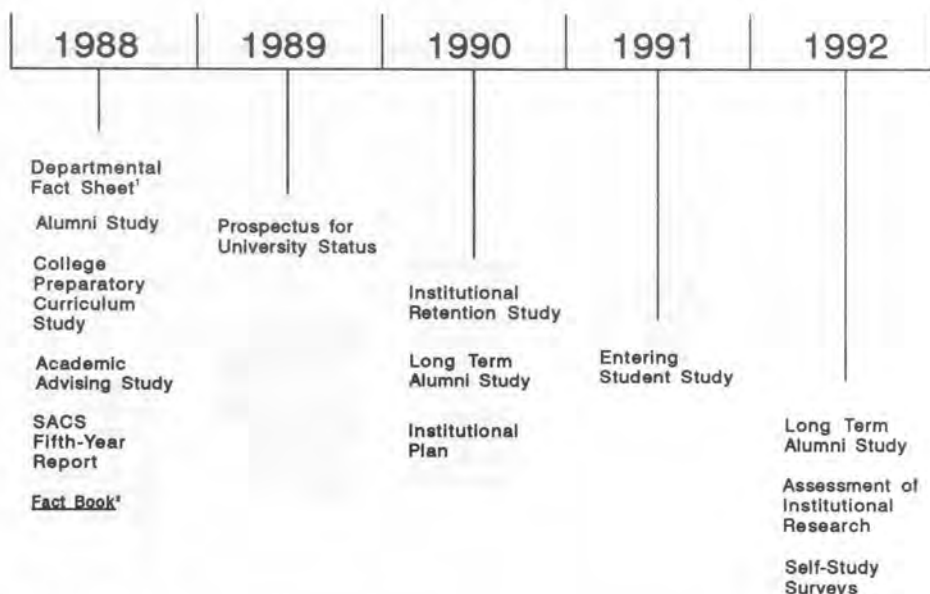 1988
1989
1990
1991
1992
Departmental
Fact Sheet¹
Alumni Study
College
Preparatory
Curriculum
Study
Academic
Advising Study
SACS
Fifth-Year
Report
Fact Book²
Prospectus for
University Status
Institutional
Retention Study
Long Term
Alumni Study
Institutional
Plan
Entering
Student Study
Long Term
Alumni Study
Assessment of
Institutional
Research
Self-Study
Surveys